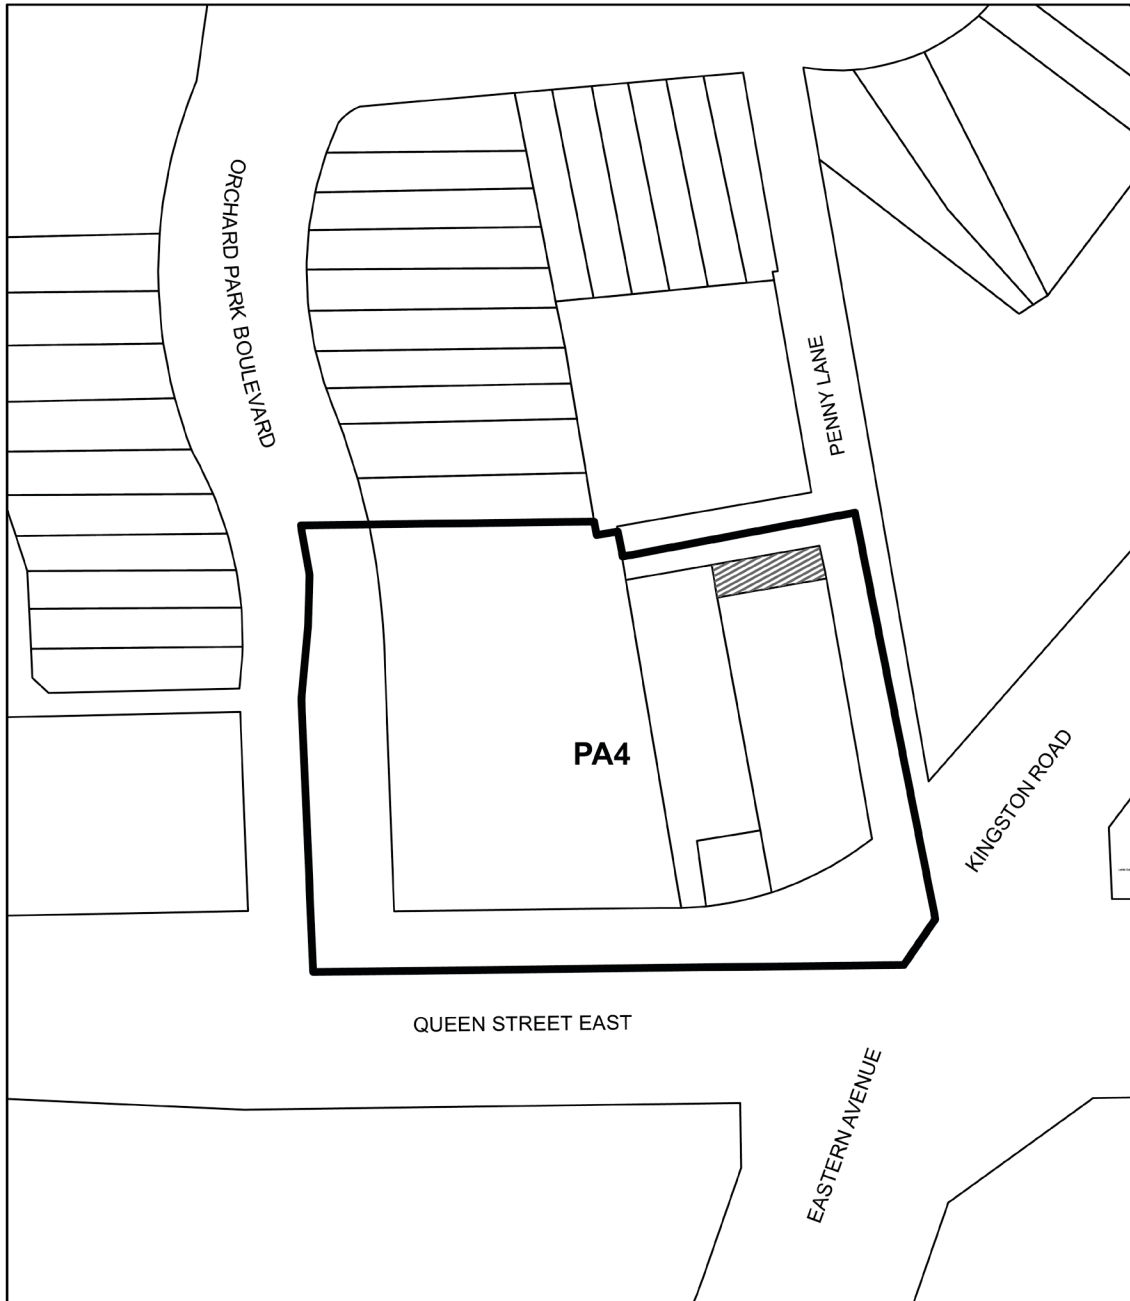 ORCHARD PARK BOULEVARD
PENNY LANE
PA4
KINGSTON ROAD
QUEEN STREET EAST
EASTERN AVENUE